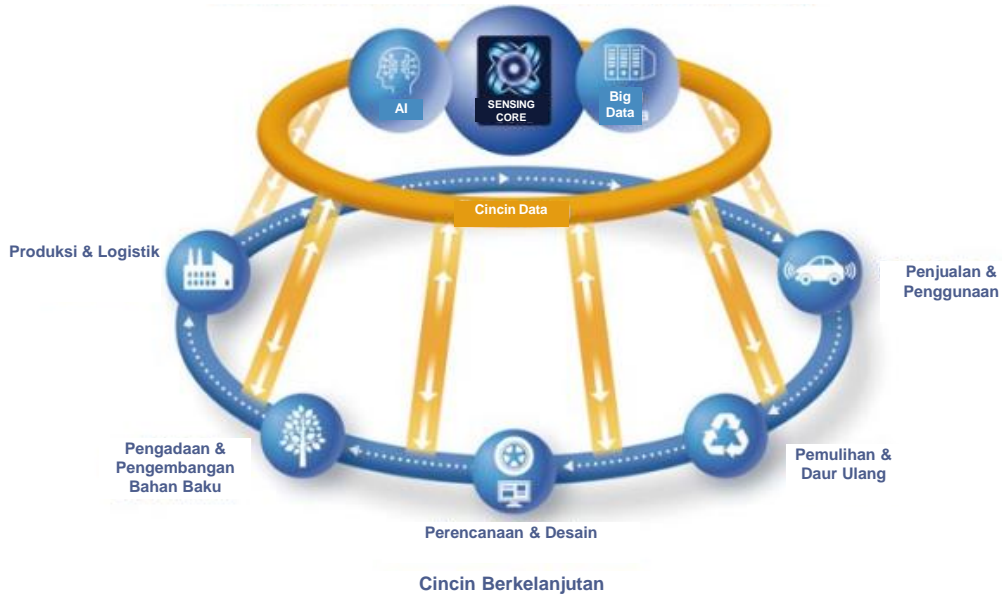 AI
SENSING
CORE
Big
Data
Cincin Data
Produksi & Logistik
Penjualan &
Penggunaan
Pengadaan &
Pengembangan
Bahan Baku
Pemulihan &
Daur Ulang
Perencanaan & Desain
Cincin Berkelanjutan